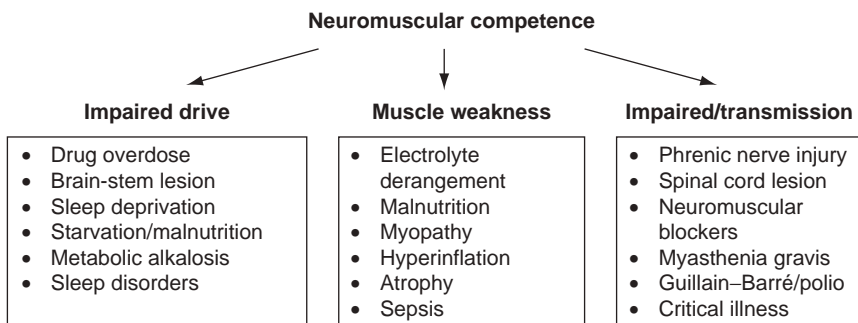 Neuromuscular competence
Impaired drive
• Drug overdose
• Brain-stem lesion
• Sleep deprivation
• Starvation/malnutrition
• Metabolic alkalosis
• Sleep disorders
Muscle weakness
• Electrolyte
derangement
• Malnutrition
• Myopathy
• Hyperinflation
• Atrophy
• Sepsis
Impaired/transmission
• Phrenic nerve injury
• Spinal cord lesion
• Neuromuscular
blockers
• Myasthenia gravis
• Guillain–Barré/polio
• Critical illness